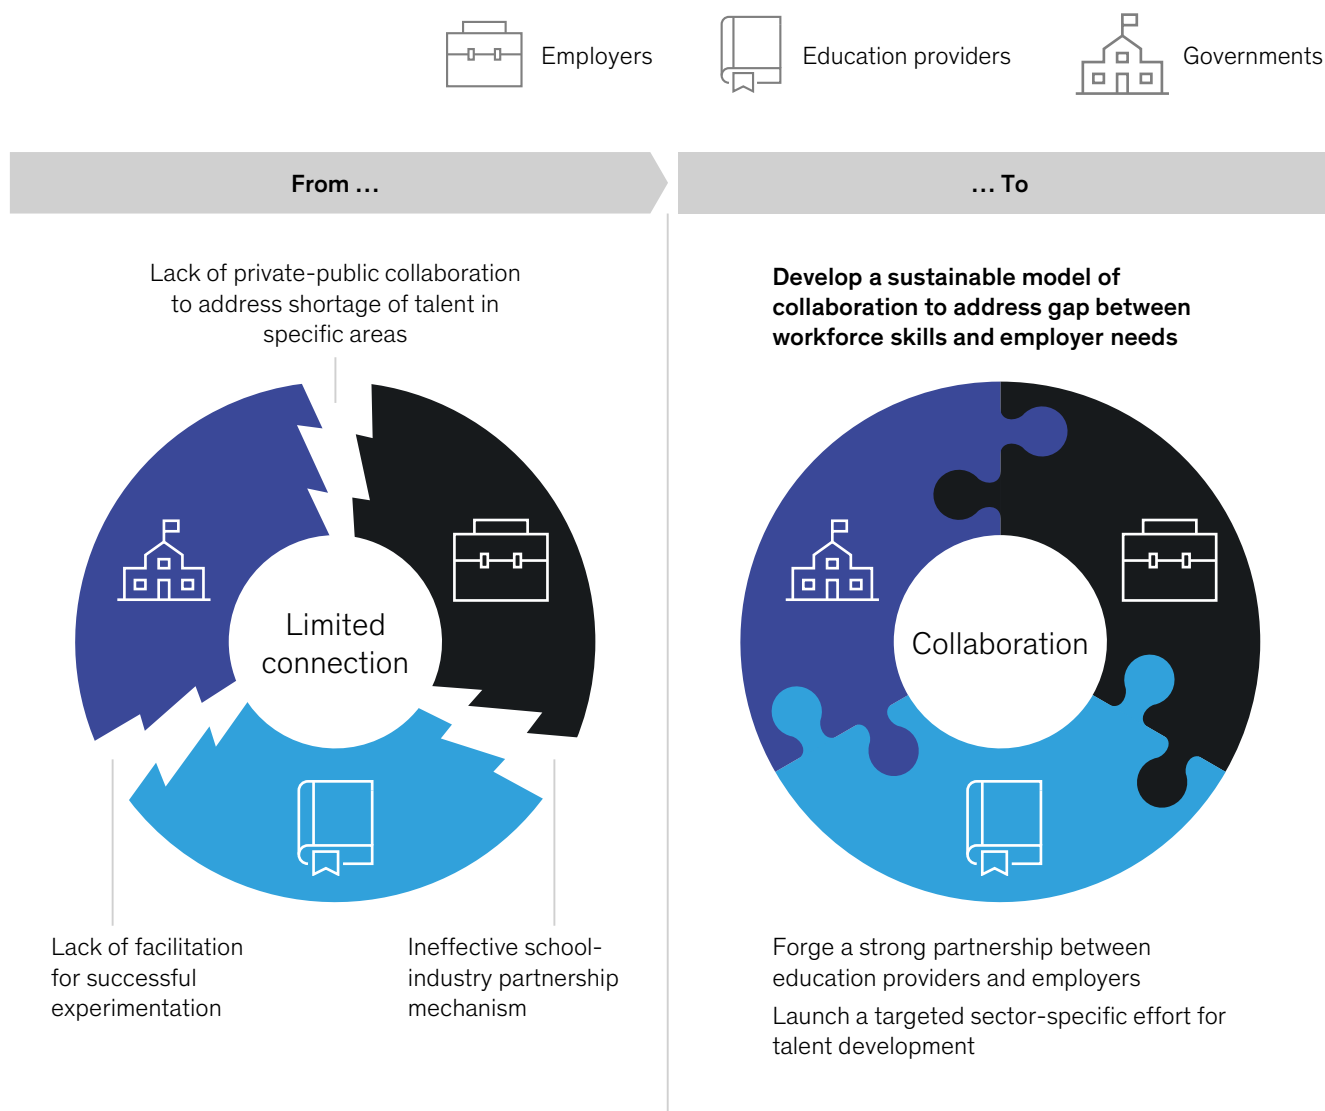 Employers
Education providers
Governments
From …
… To
Lack of private-public collaboration
to address shortage of talent in
specific areas
Limited
connection
Lack of facilitation
for successful
experimentation
Ineffective school-
industry partnership
mechanism
Develop a sustainable model of
collaboration to address gap between
workforce skills and employer needs
Collaboration
Forge a strong partnership between
education providers and employers
Launch a targeted sector-specific effort for
talent development